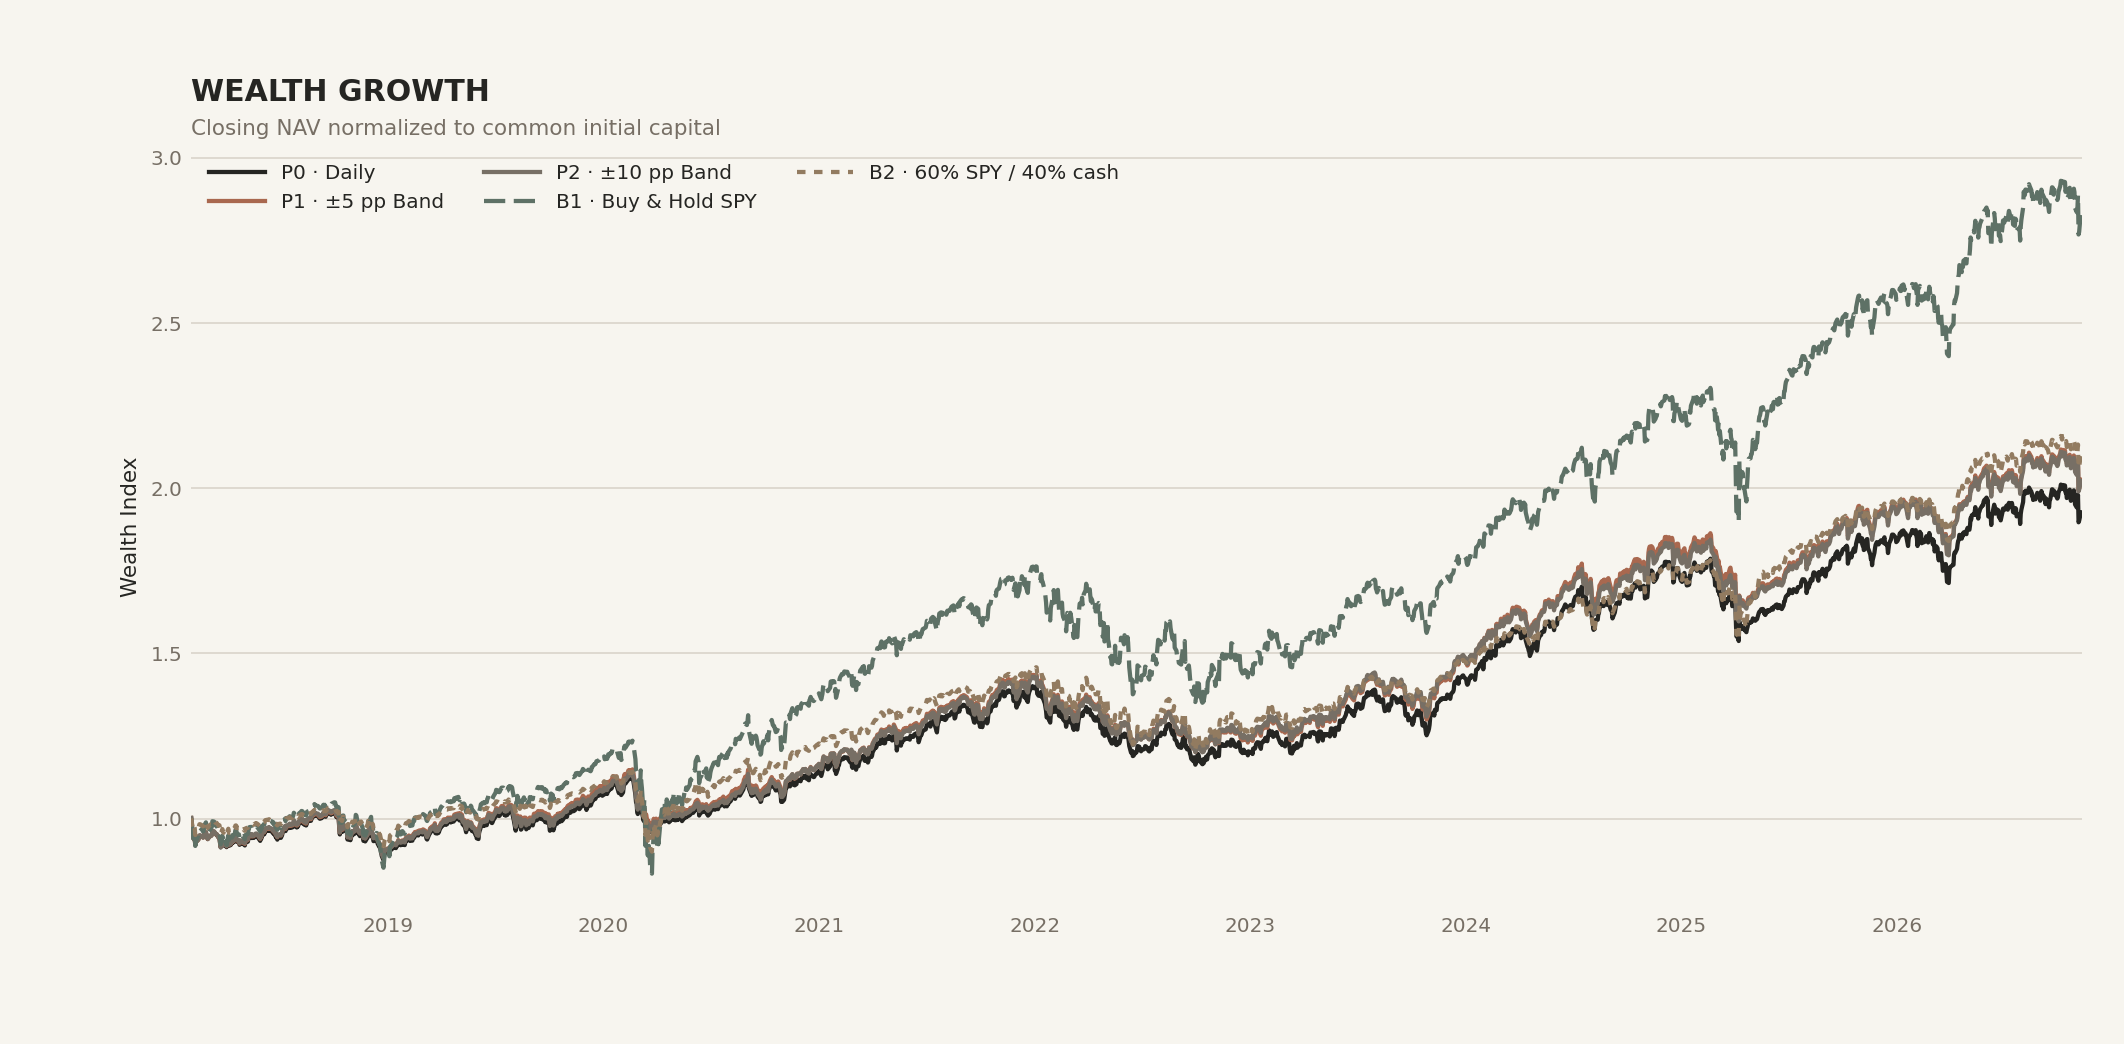 WEALTH GROWTH
Closing NAV normalized to common initial capital
P0 · Daily
P1 · ±5 pp Band
P2 · ±10 pp Band
B1 · Buy & Hold SPY
B2 · 60% SPY / 40% cash
Wealth Index
3.0
2.5
2.0
1.5
1.0
2019 2020 2021 2022 2023 2024 2025 2026